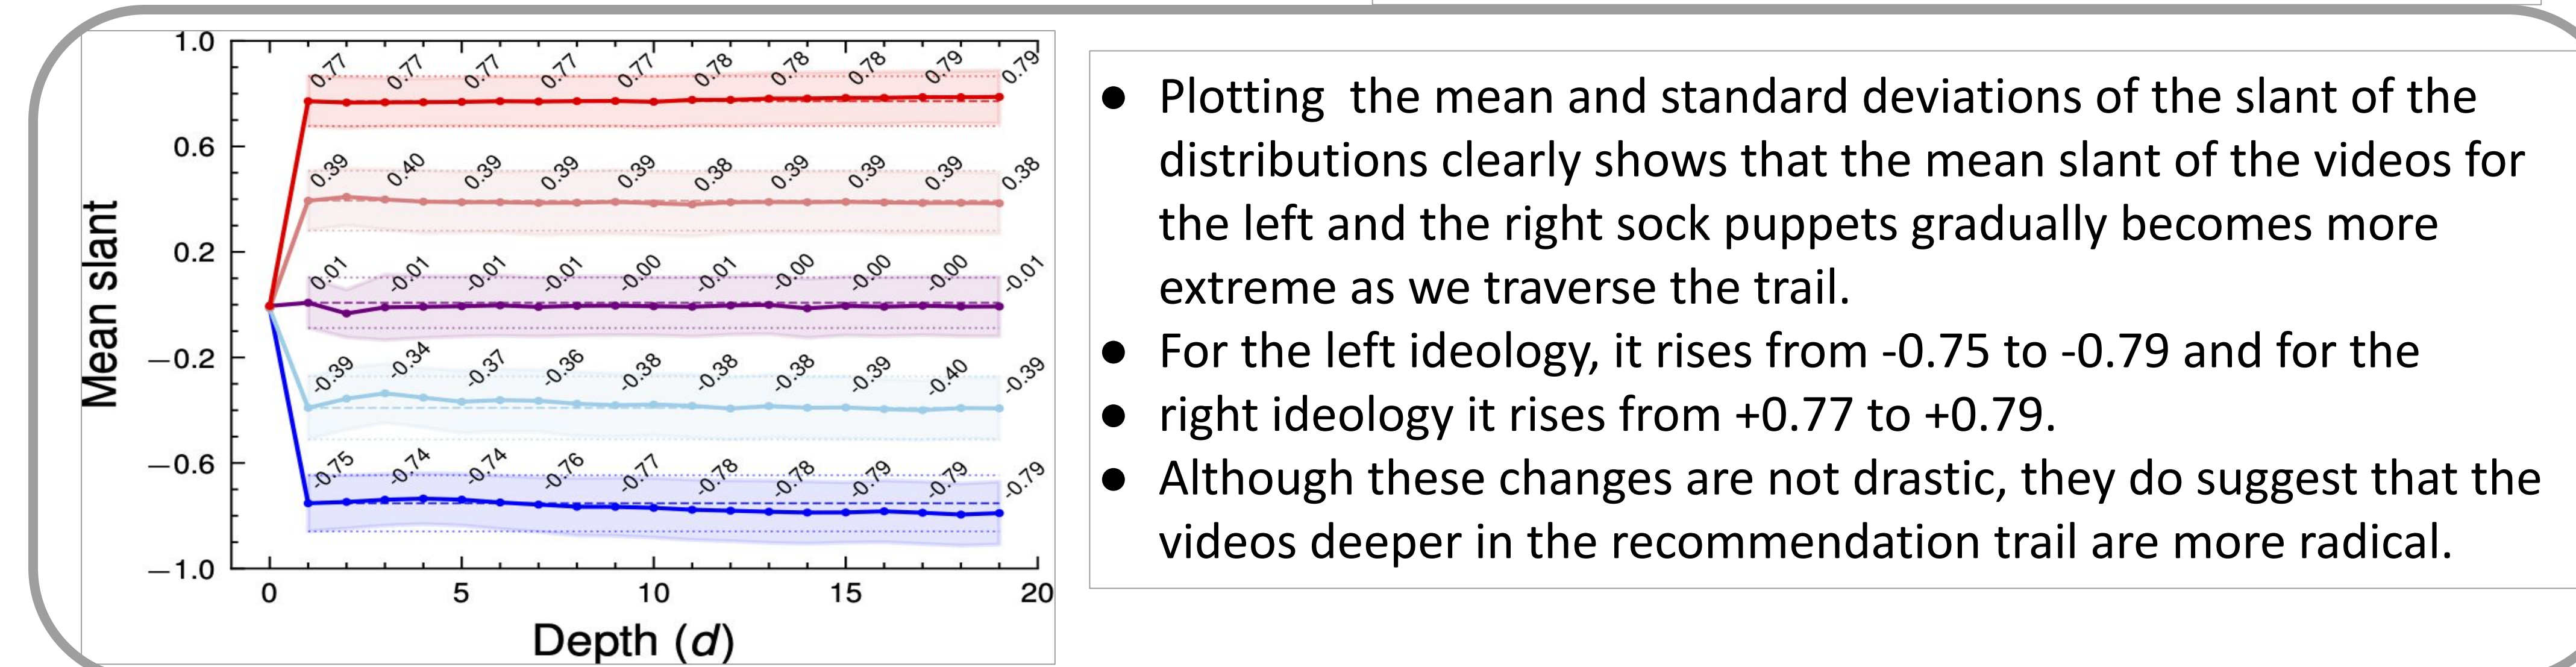 1.0
0.6
0.2
−0.2
−0.6
−1.0
Mean slant
0.77 0.77 0.77 0.77 0.77 0.78 0.78 0.78 0.79 0.79
0.39 0.40 0.39 0.39 0.39 0.38 0.39 0.39 0.39 0.38
0.01 -0.01 -0.01 -0.01 -0.00 -0.01 -0.00 -0.00 -0.00 -0.01
-0.39 -0.34 -0.37 -0.36 -0.38 -0.38 -0.38 -0.39 -0.40 -0.39
-0.75 -0.74 -0.74 -0.76 -0.77 -0.78 -0.78 -0.79 -0.79 -0.79
0 5 10 15 20
Depth (d)
● Plotting the mean and standard deviations of the slant of the
distributions clearly shows that the mean slant of the videos for
the left and the right sock puppets gradually becomes more
extreme as we traverse the trail.
● For the left ideology, it rises from -0.75 to -0.79 and for the
● right ideology it rises from +0.77 to +0.79.
● Although these changes are not drastic, they do suggest that the
videos deeper in the recommendation trail are more radical.